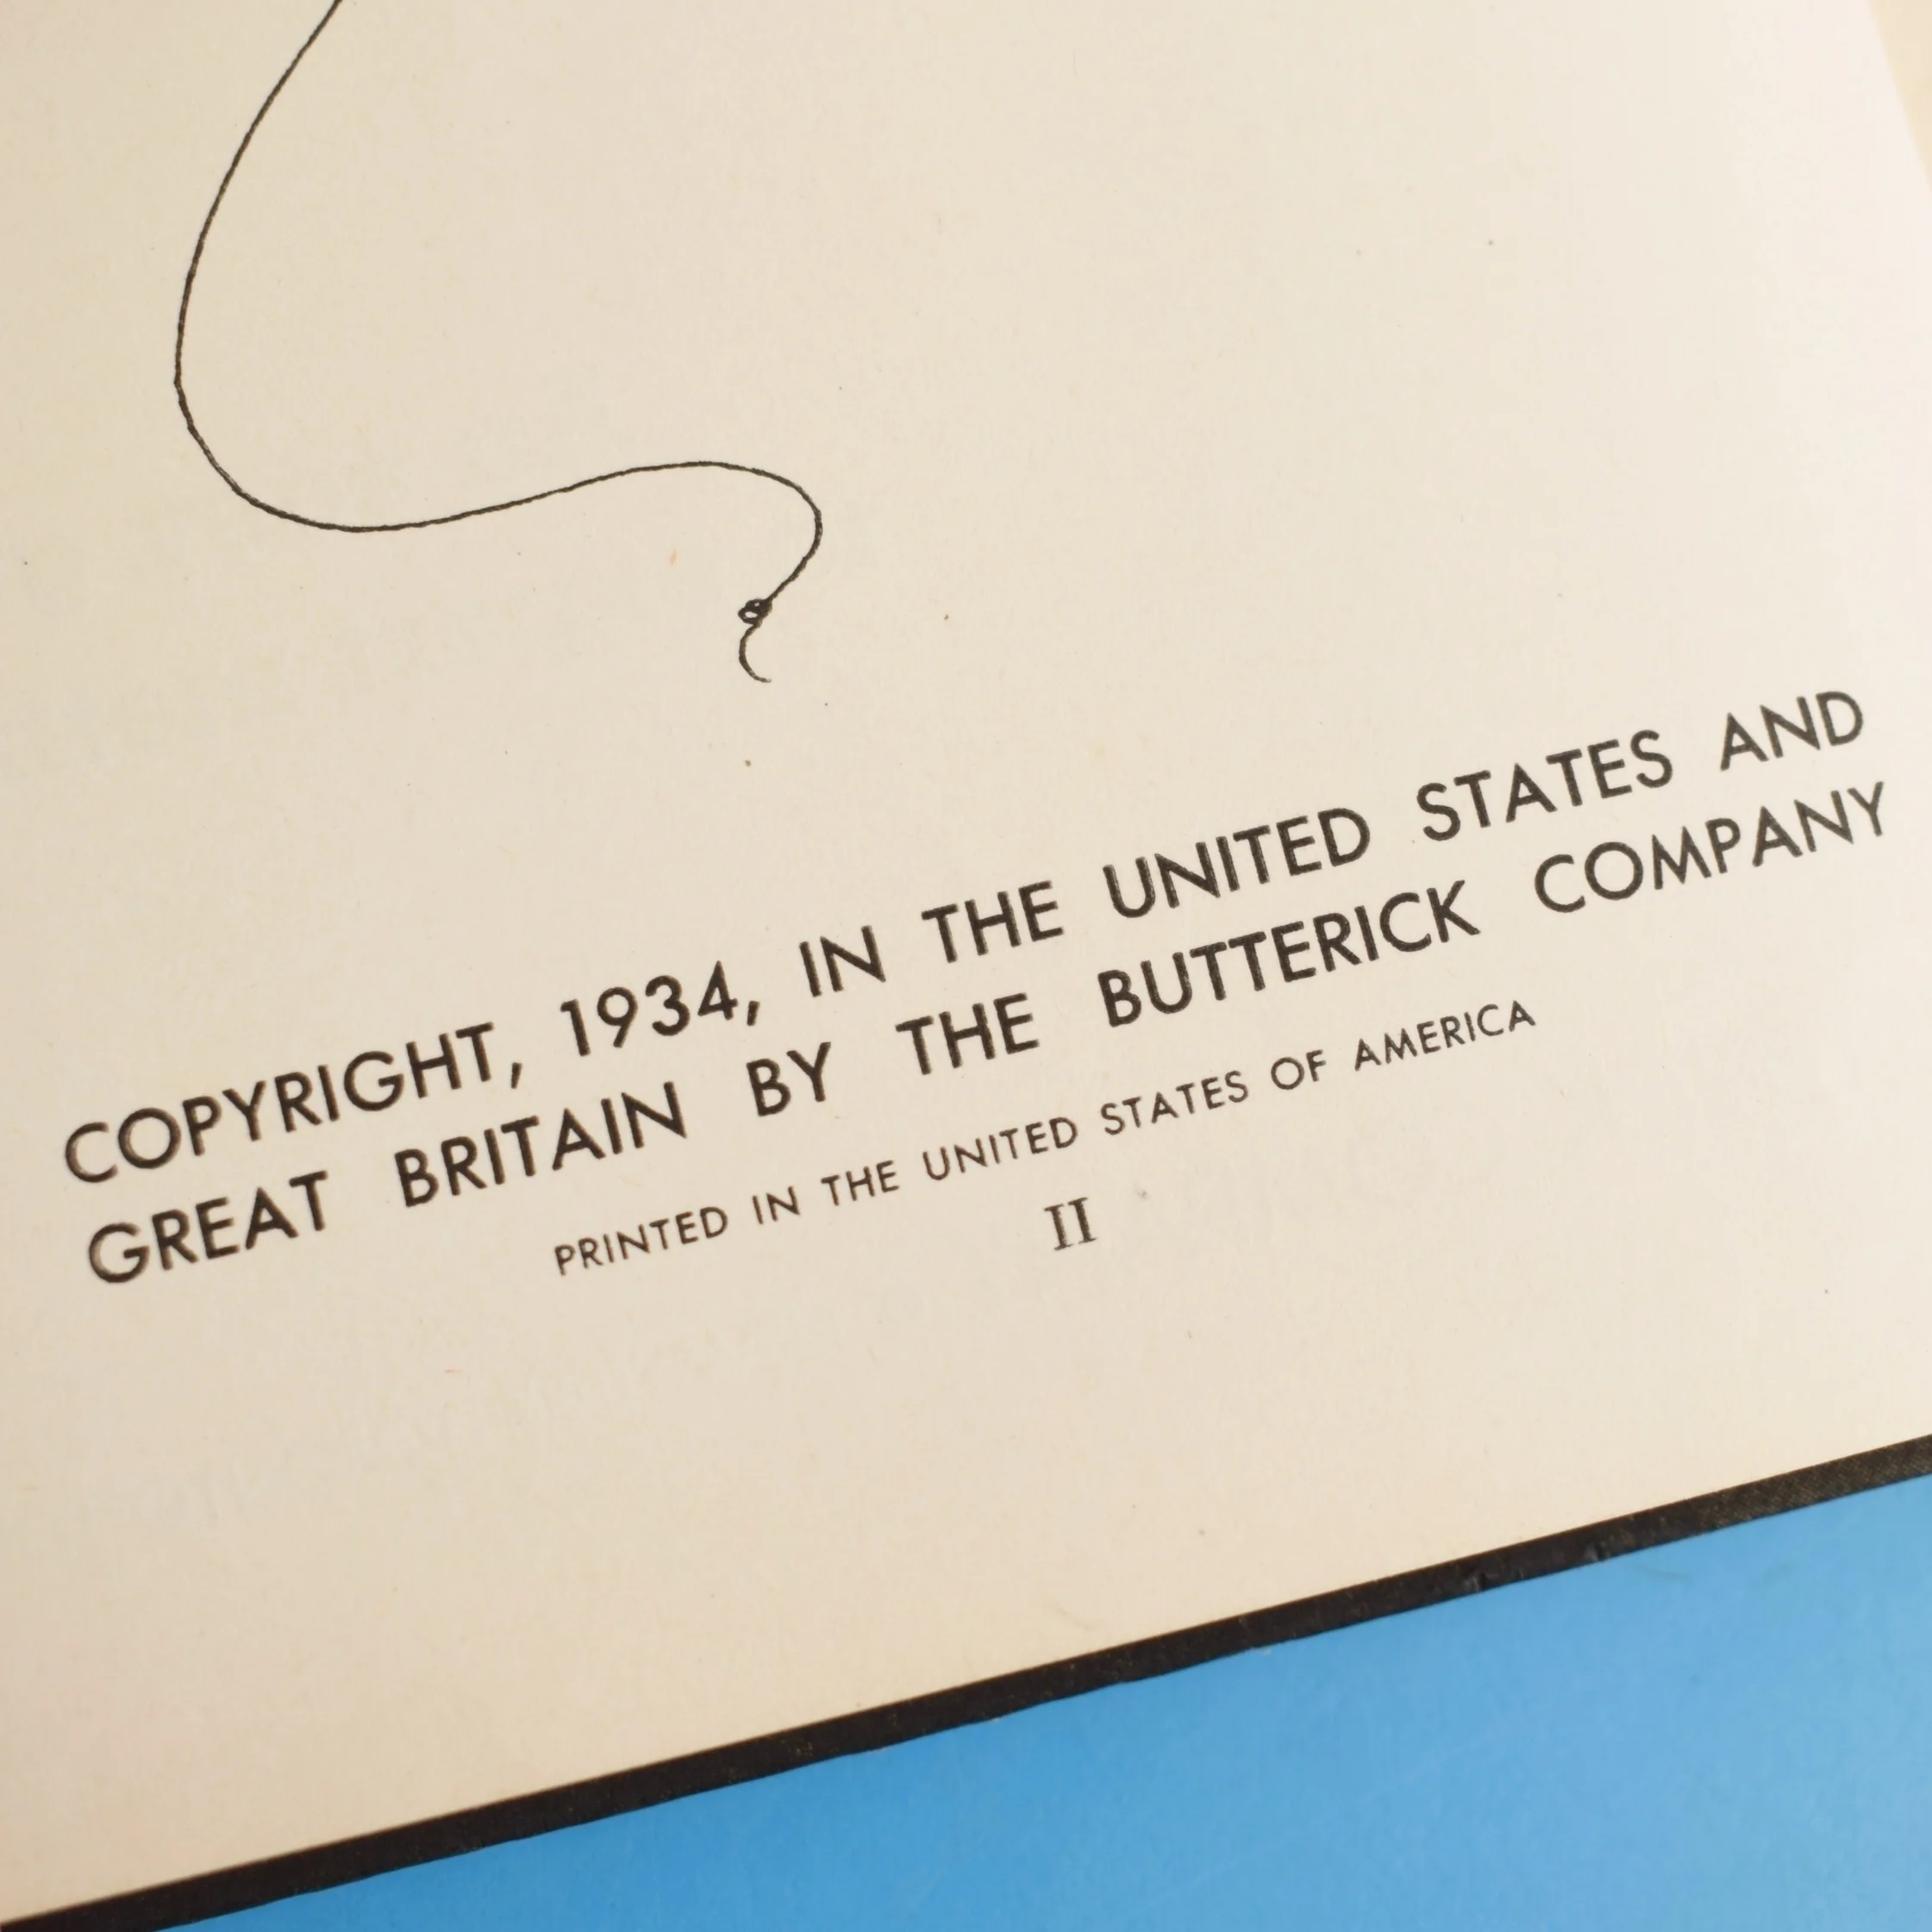 COPYRIGHT, 1934, IN THE UNITED STATES AND
GREAT BRITAIN BY THE BUTTERICK COMPANY
PRINTED IN THE UNITED STATES OF AMERICA
II